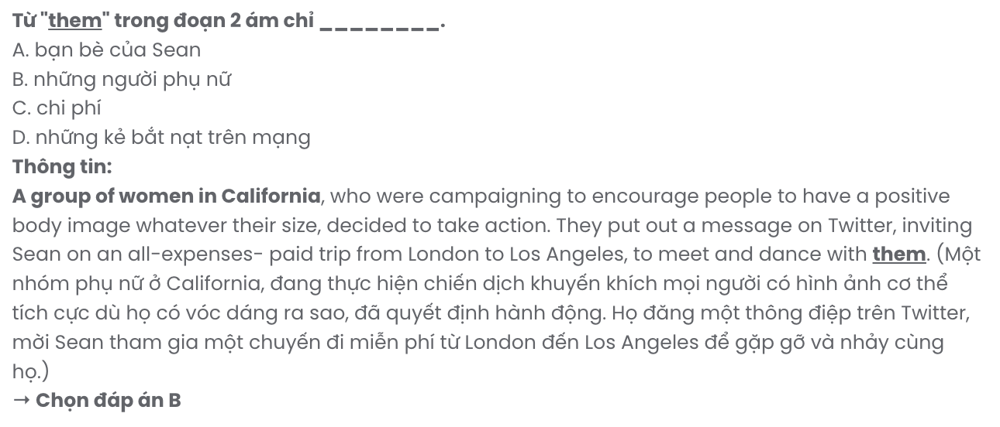 Từ "them" trong đoạn 2 ám chỉ ________.
A. bạn bè của Sean
B. những người phụ nữ
C. chi phí
D. những kẻ bắt nạt trên mạng
Thông tin:
A group of women in California, who were campaigning to encourage people to have a positive
body image whatever their size, decided to take action. They put out a message on Twitter, inviting
Sean on an all-expenses- paid trip from London to Los Angeles, to meet and dance with them. (Một
nhóm phụ nữ ở California, đang thực hiện chiến dịch khuyến khích mọi người có hình ảnh cơ thể
tích cực dù họ có vóc dáng ra sao, đã quyết định hành động. Họ đăng một thông điệp trên Twitter,
mời Sean tham gia một chuyến đi miễn phí từ London đến Los Angeles để gặp gỡ và nhảy cùng
họ.)
→ Chọn đáp án B